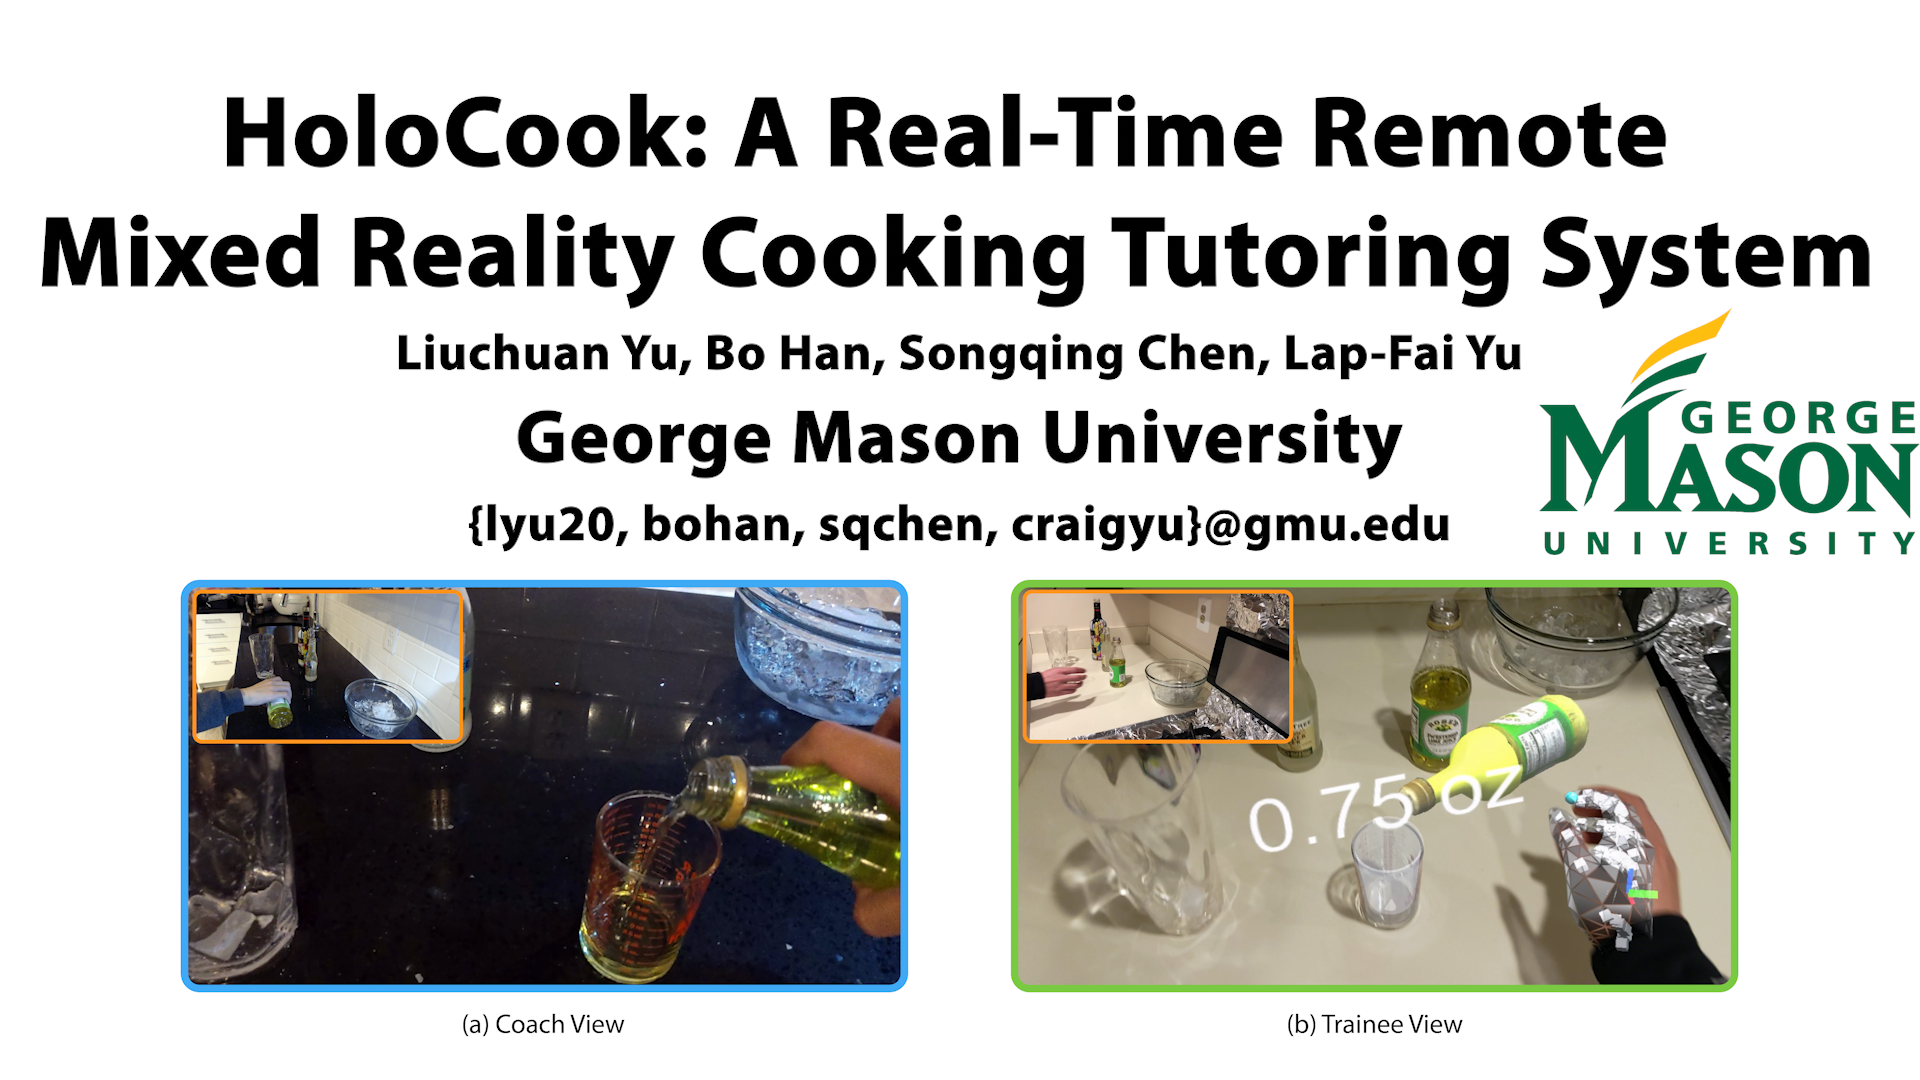 HoloCook: A Real-Time Remote
Mixed Reality Cooking Tutoring System
Liuchuan Yu, Bo Han, Songqing Chen, Lap-Fai Yu
George Mason University
{lyu20, bohan, sqchen, craigyu}@gmu.edu
GEORGE
MASON
UNIVERSITY
0.75 oz
ROSE'S
(a) Coach View
(b) Trainee View